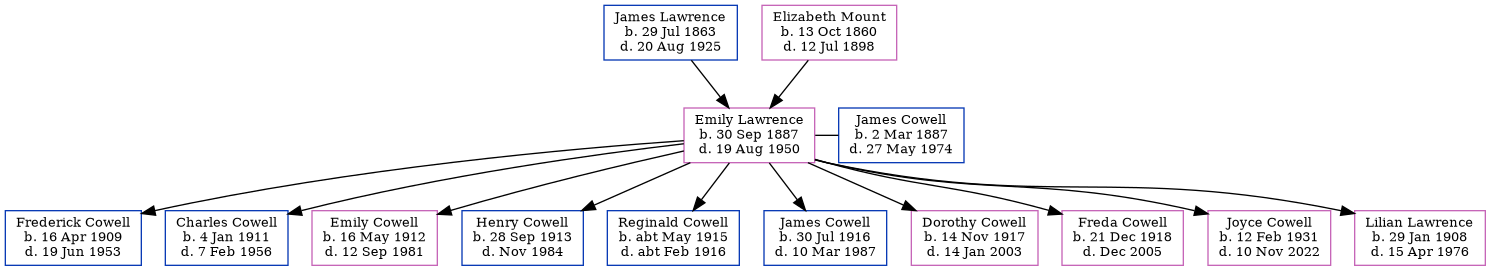 James Lawrence
b. 29 Jul 1863
d. 20 Aug 1925
Elizabeth Mount
b. 13 Oct 1860
d. 12 Jul 1898
Emily Lawrence
b. 30 Sep 1887
d. 19 Aug 1950
James Cowell
b. 2 Mar 1887
d. 27 May 1974
Frederick Cowell
b. 16 Apr 1909
d. 19 Jun 1953
Charles Cowell
b. 4 Jan 1911
d. 7 Feb 1956
Emily Cowell
b. 16 May 1912
d. 12 Sep 1981
Henry Cowell
b. 28 Sep 1913
d. Nov 1984
Reginald Cowell
b. abt May 1915
d. abt Feb 1916
James Cowell
b. 30 Jul 1916
d. 10 Mar 1987
Dorothy Cowell
b. 14 Nov 1917
d. 14 Jan 2003
Freda Cowell
b. 21 Dec 1918
d. Dec 2005
Joyce Cowell
b. 12 Feb 1931
d. 10 Nov 2022
Lilian Lawrence
b. 29 Jan 1908
d. 15 Apr 1976